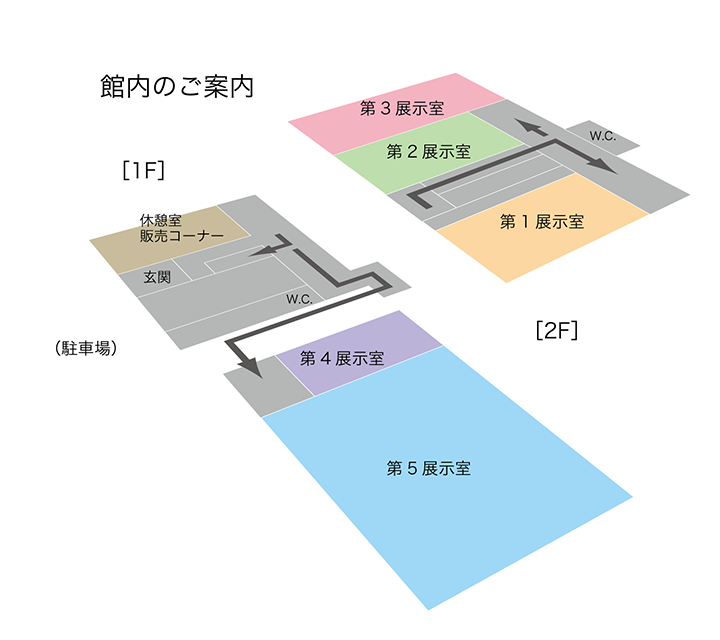 館内のご案内
第3展示室
第2展示室
W.C.
[1F]
休憩室
販売コーナー
第1展示室
玄関
W.C.
[2F]
（駐車場）
第4展示室
第5展示室